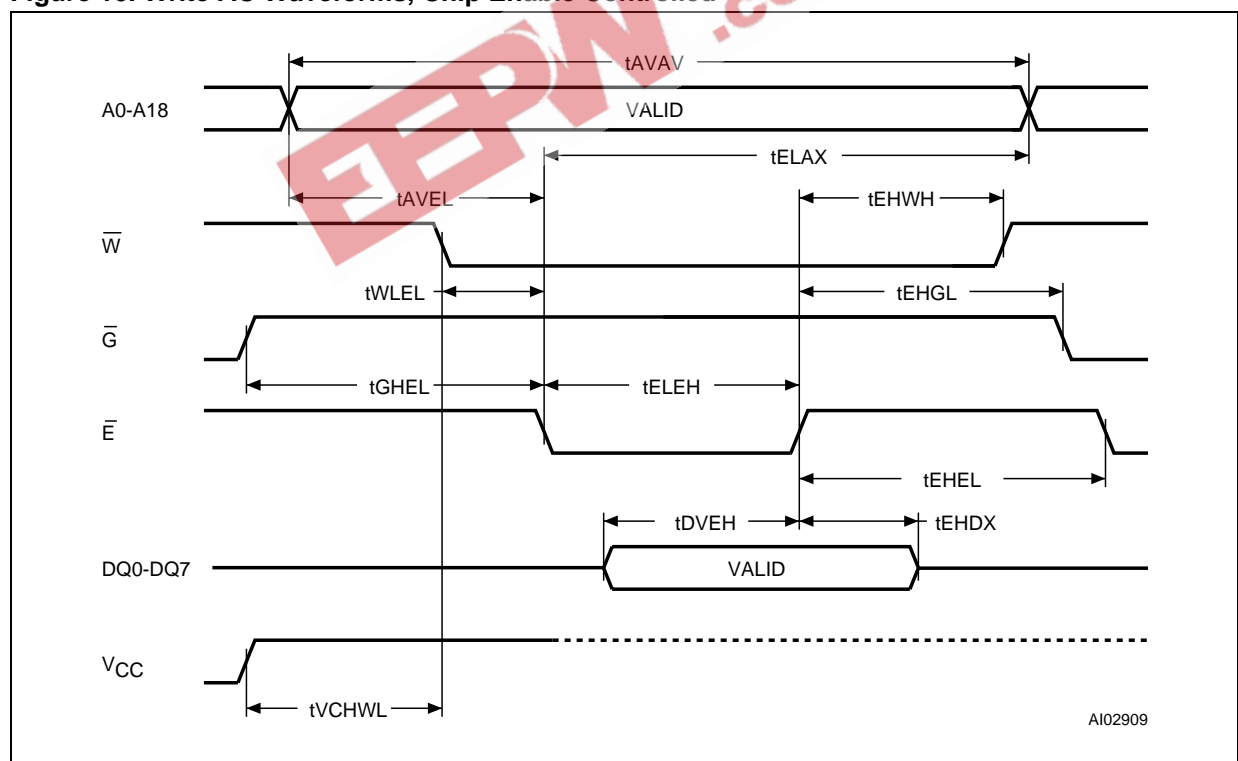 tAVAV
A0-A18
VALID
tELAX
tAVEL
tEHWH
W
tWLEL
tEHGL
G
tGHEL
tELEH
E
tEHEL
tDVEH
tEHDX
DQ0-DQ7
VALID
VCC
tVCHWL
AI02909
EEPW